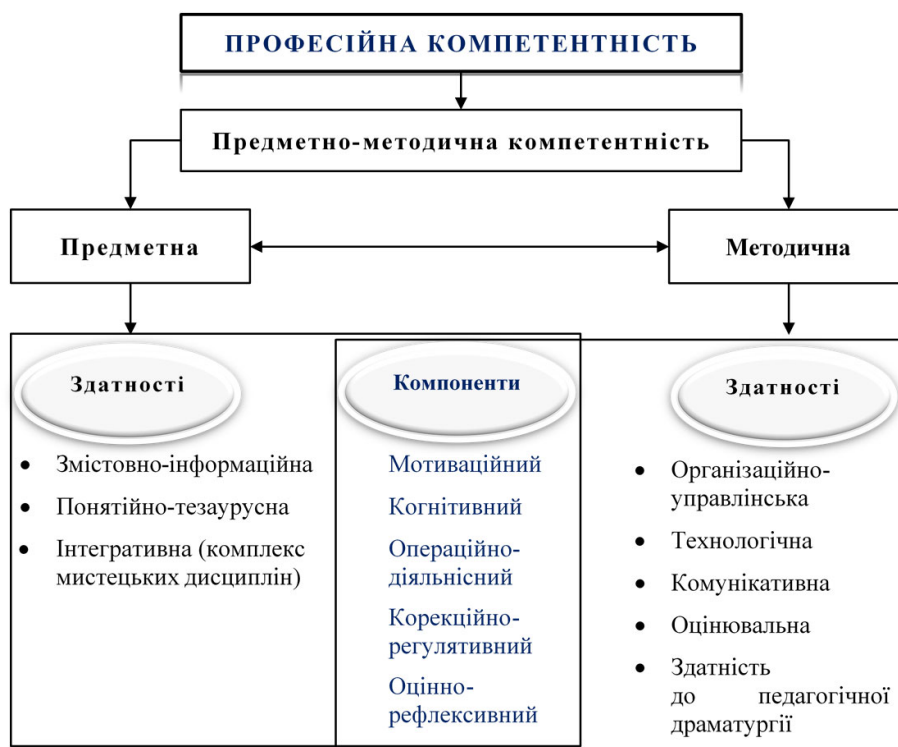 ПРОФЕСІЙНА КОМПЕТЕНТНІСТЬ
Предметно-методична компетентність
Предметна
Методична
Здатності
• Змістовно-інформаційна
• Понятійно-тезаурусна
• Інтегративна (комплекс
мистецьких дисциплін)
Компоненти
Мотиваційний
Когнітивний
Операційно-
діяльнісний
Корекційно-
регулятивний
Оцінно-
рефлексивний
Здатності
• Організаційно-
управлінська
• Технологічна
• Комунікативна
• Оцінювальна
• Здатність
до педагогічної
драматургії